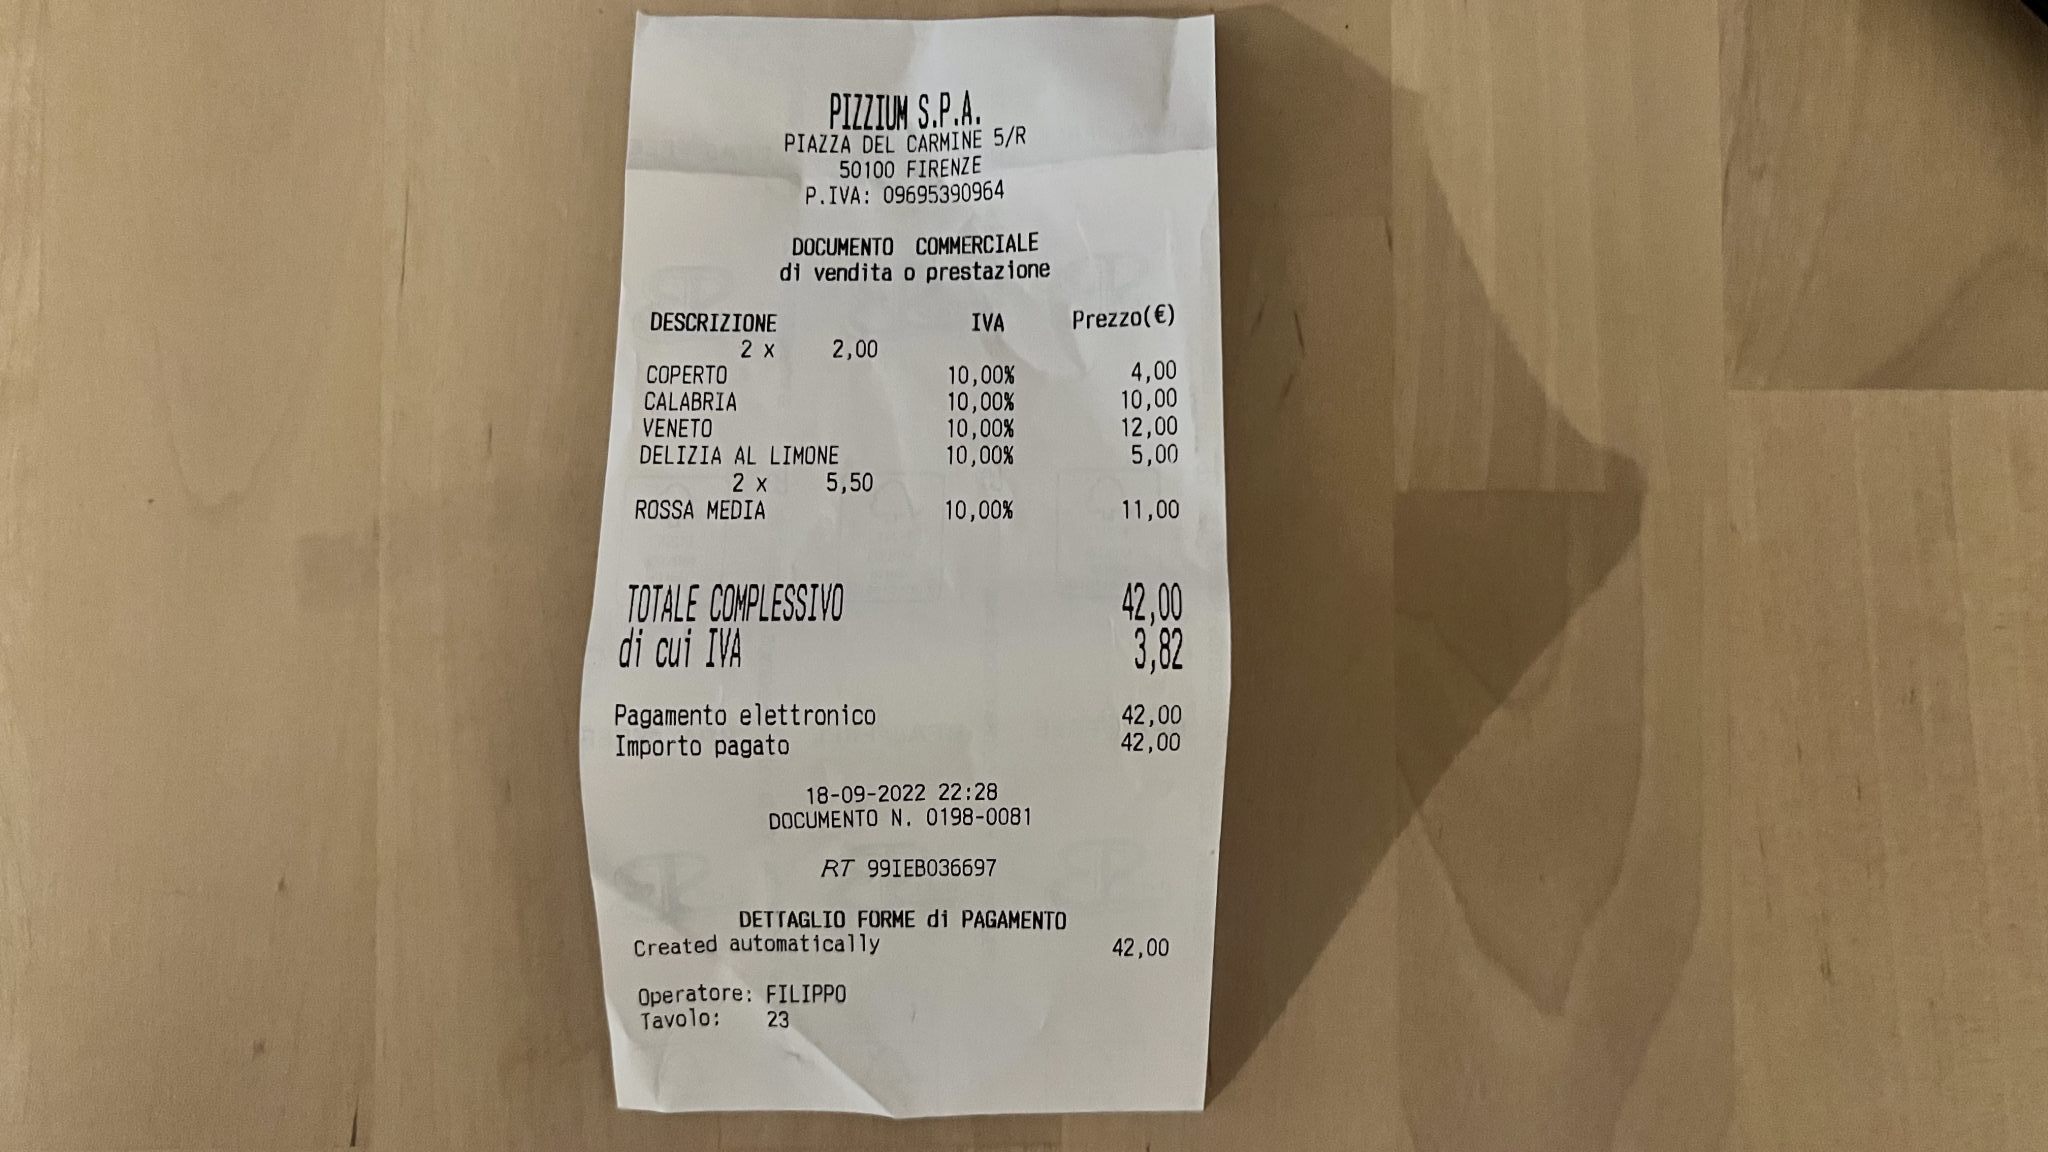 PIZZIUM S.P.A.
PIAZZA DEL CARMINE 5/R
50100 FIRENZE
P.IVA: 09695390964
DOCUMENTO COMMERCIALE
di vendita o prestazione
DESCRIZIONE IVA Prezzo(€)
2 x 2,00
COPERTO 10,00% 4,00
CALABRIA 10,00% 10,00
VENETO 10,00% 12,00
DELIZIA AL LIMONE 10,00% 5,00
2 x 5,50
ROSSA MEDIA 10,00% 11,00
TOTALE COMPLESSIVO 42,00
di cui IVA 3,82
Pagamento elettronico 42,00
Importo pagato 42,00
18-09-2022 22:28
DOCUMENTO N. 0198-0081
RT 99IEB036697
DETTAGLIO FORME di PAGAMENTO
Created automatically 42,00
Operatore: FILIPPO
Tavolo: 23